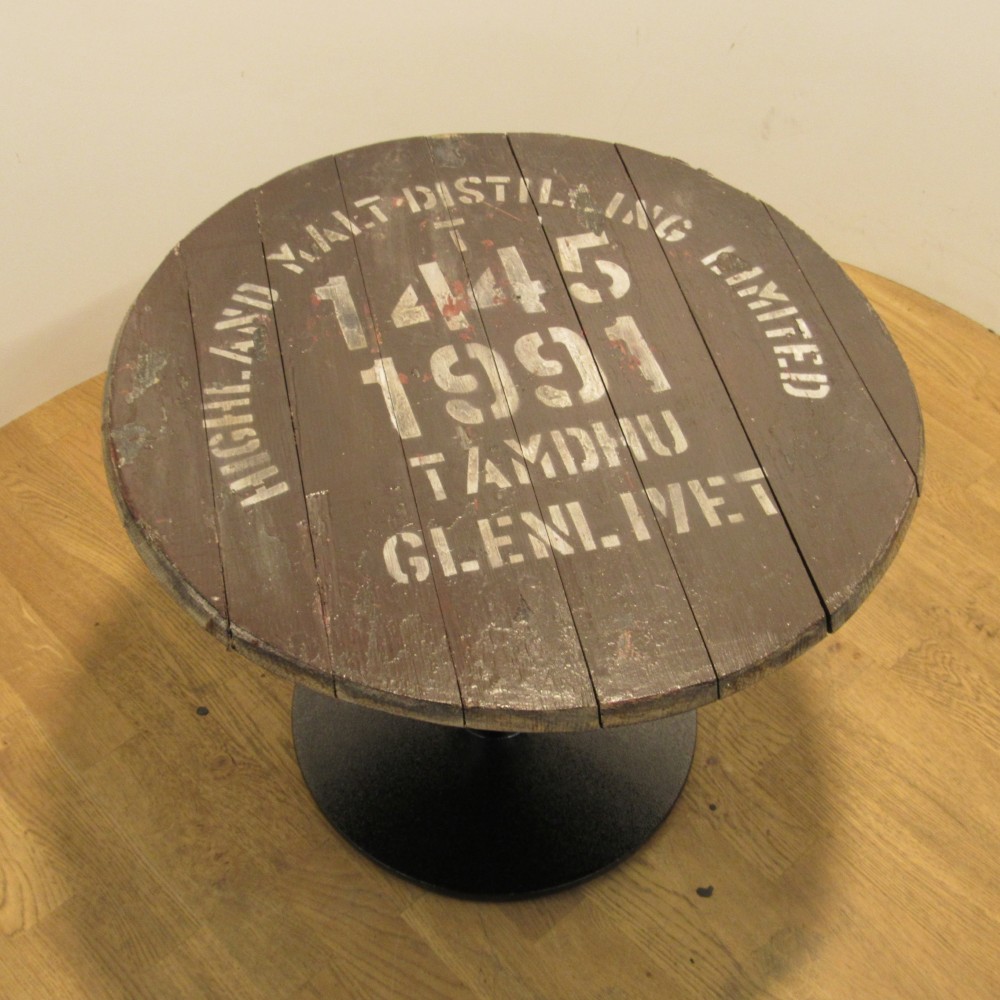 HIGHLAND MALT DISTILLING LIMITED
T
1445
1991
TAMDHU
GLENLIVET